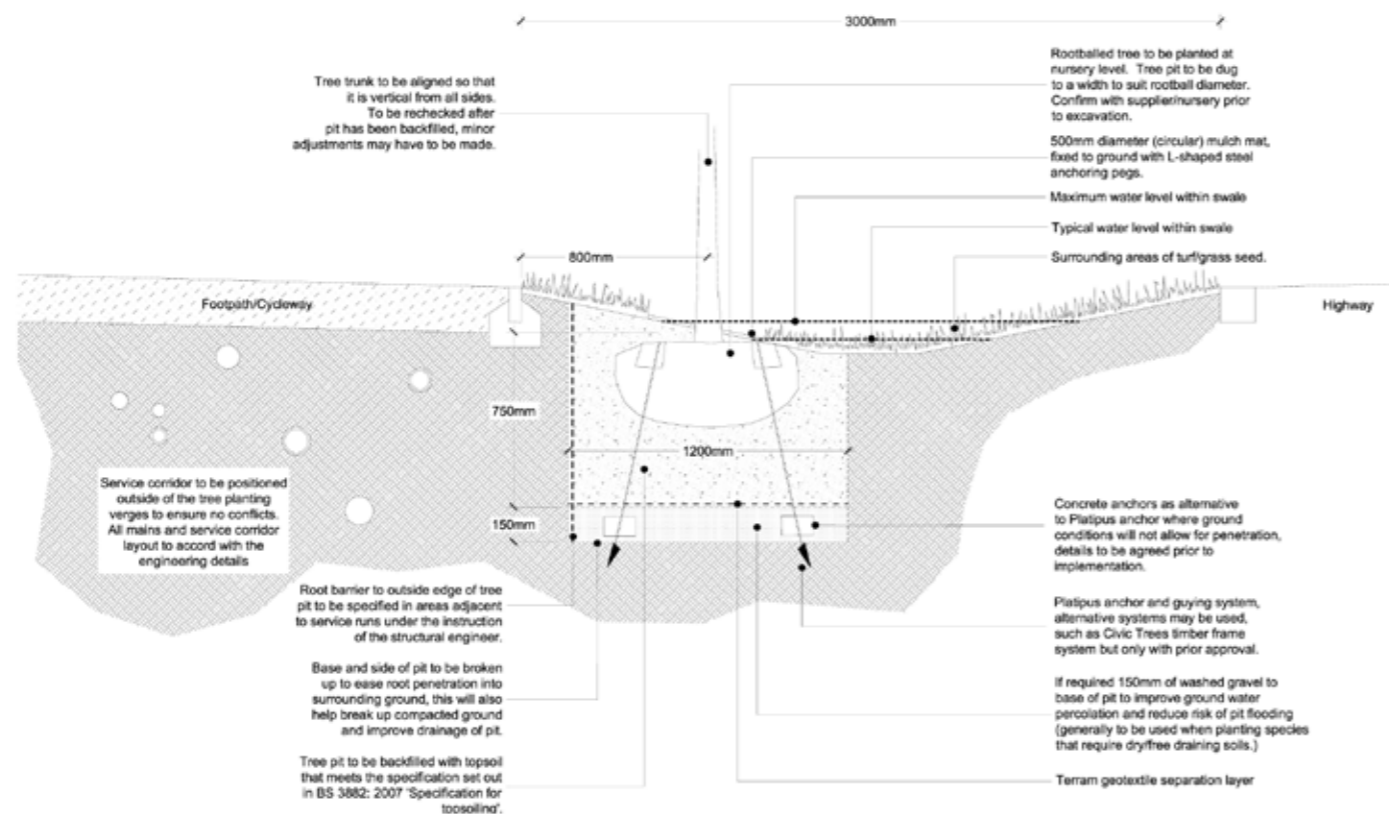 3000mm
Tree trunk to be aligned so that
it is vertical from all sides.
To be rechecked after
pit has been backfilled, minor
adjustments may have to be made.
Rootballed tree to be planted at
nursery level. Tree pit to be dug
to a width to suit rootball diameter.
Confirm with supplier/nursery prior
to excavation.
500mm diameter (circular) mulch mat,
fixed to ground with L-shaped steel
anchoring pegs.
Maximum water level within swale
Typical water level within swale
Surrounding areas of turf/grass seed.
800mm
Footpath/Cycleway
Highway
750mm
1200mm
150mm
Service corridor to be positioned
outside of the tree planting
verges to ensure no conflicts.
All mains and service corridor
layout to accord with the
engineering details
Concrete anchors as alternative
to Platipus anchor where ground
conditions will not allow for penetration,
details to be agreed prior to
implementation.
Root barrier to outside edge of tree
pit to be specified in areas adjacent
to service runs under the instruction
of the structural engineer.
Platipus anchor and guying system,
alternative systems may be used,
such as Civic Trees timber frame
system but only with prior approval.
Base and side of pit to be broken
up to ease root penetration into
surrounding ground, this will also
help break up compacted ground
and improve drainage of pit.
If required 150mm of washed gravel to
base of pit to improve ground water
percolation and reduce risk of pit flooding
(generally to be used when planting species
that require dry/free draining soils.)
Tree pit to be backfilled with topsoil
that meets the specification set out
in BS 3882: 2007 'Specification for
topsoiling'.
Terram geotextile separation layer